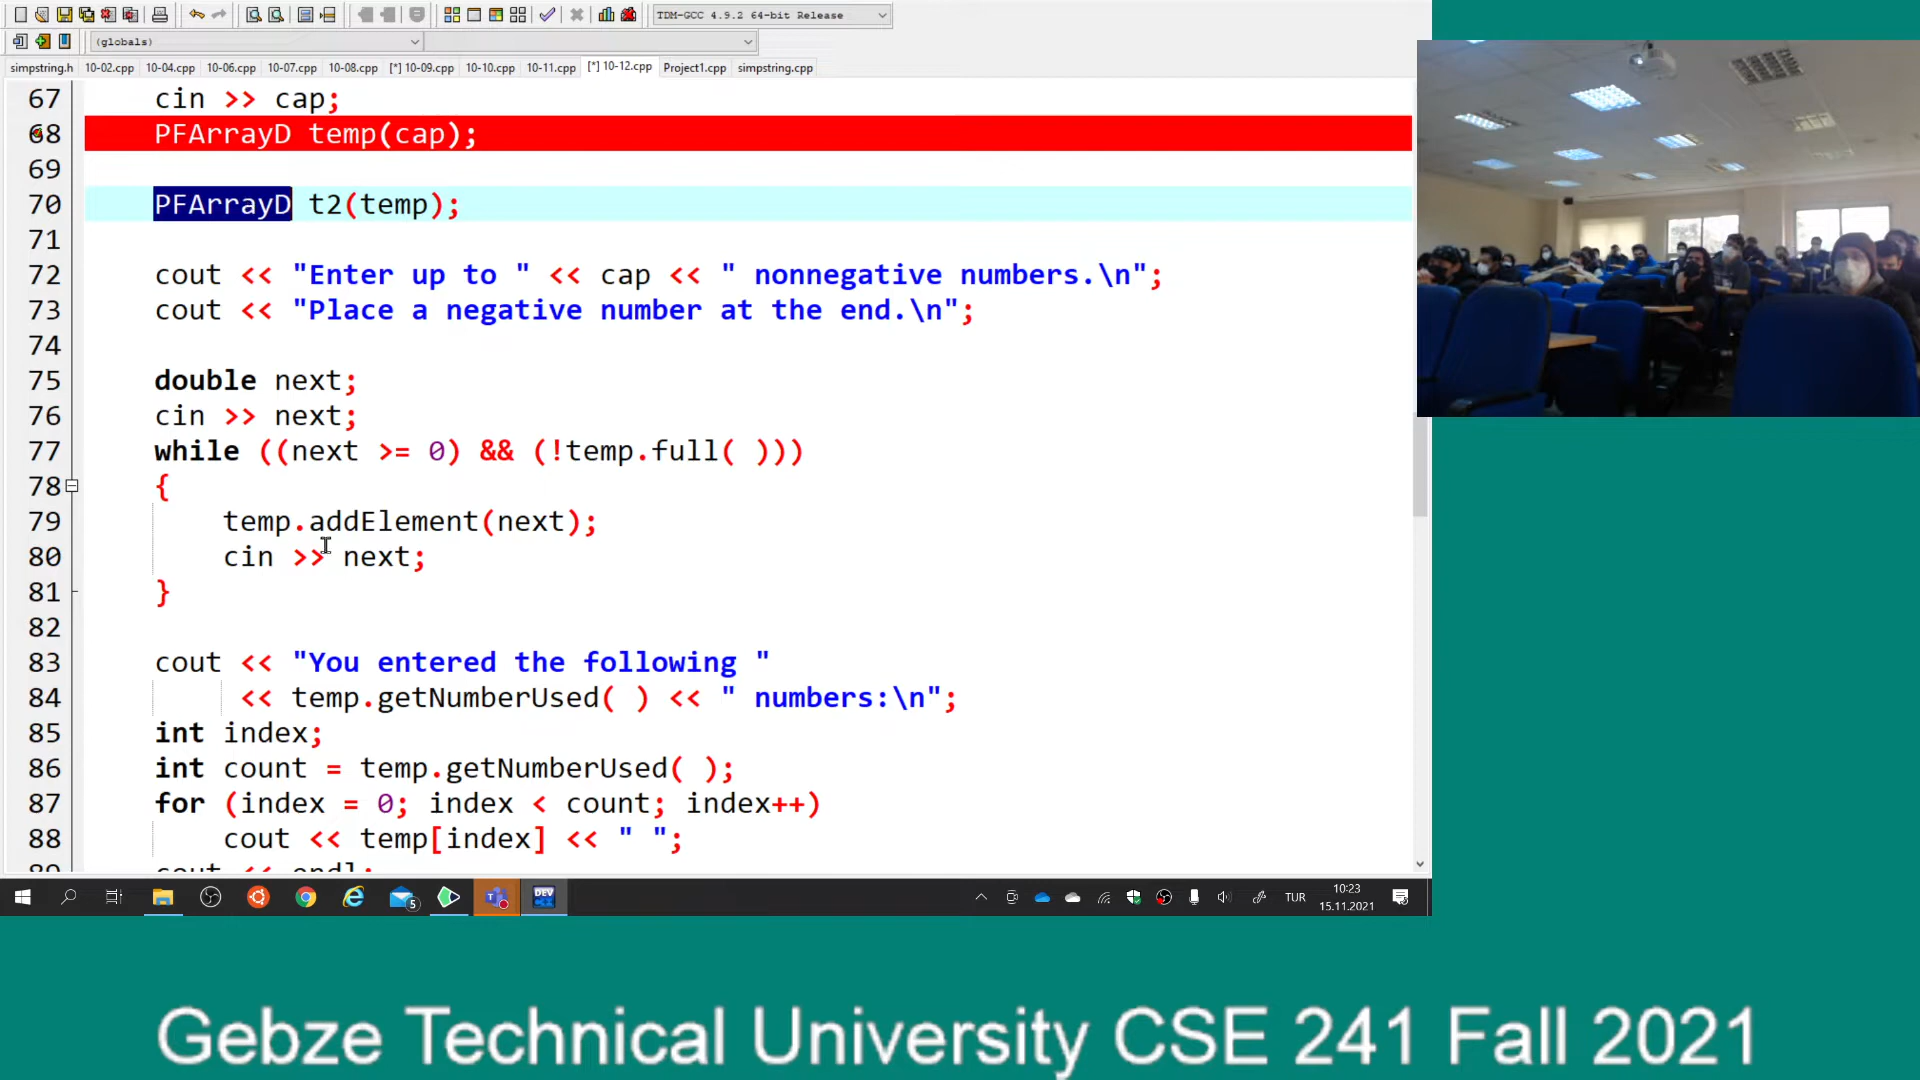 TDM-GCC 4.9.2 64-bit Release
(globals)
simpstring.h 10-02.cpp 10-04.cpp 10-06.cpp 10-07.cpp 10-08.cpp [*] 10-09.cpp 10-10.cpp 10-11.cpp [*] 10-12.cpp Project1.cpp simpstring.cpp
67 cin >> cap;
68 PFArrayD temp(cap);
69
70 PFArrayD t2(temp);
71
72 cout << "Enter up to " << cap << " nonnegative numbers.\n";
73 cout << "Place a negative number at the end.\n";
74
75 double next;
76 cin >> next;
77 while ((next >= 0) && (!temp.full( )))
78 {
79 temp.addElement(next);
80 cin >> next;
81 }
82
83 cout << "You entered the following "
84 << temp.getNumberUsed( ) << " numbers:\n";
85 int index;
86 int count = temp.getNumberUsed( );
87 for (index = 0; index < count; index++)
88 cout << temp[index] << " ";
89 cout << endl;
5
DEV
TUR
10:23
15.11.2021
Gebze Technical University CSE 241 Fall 2021